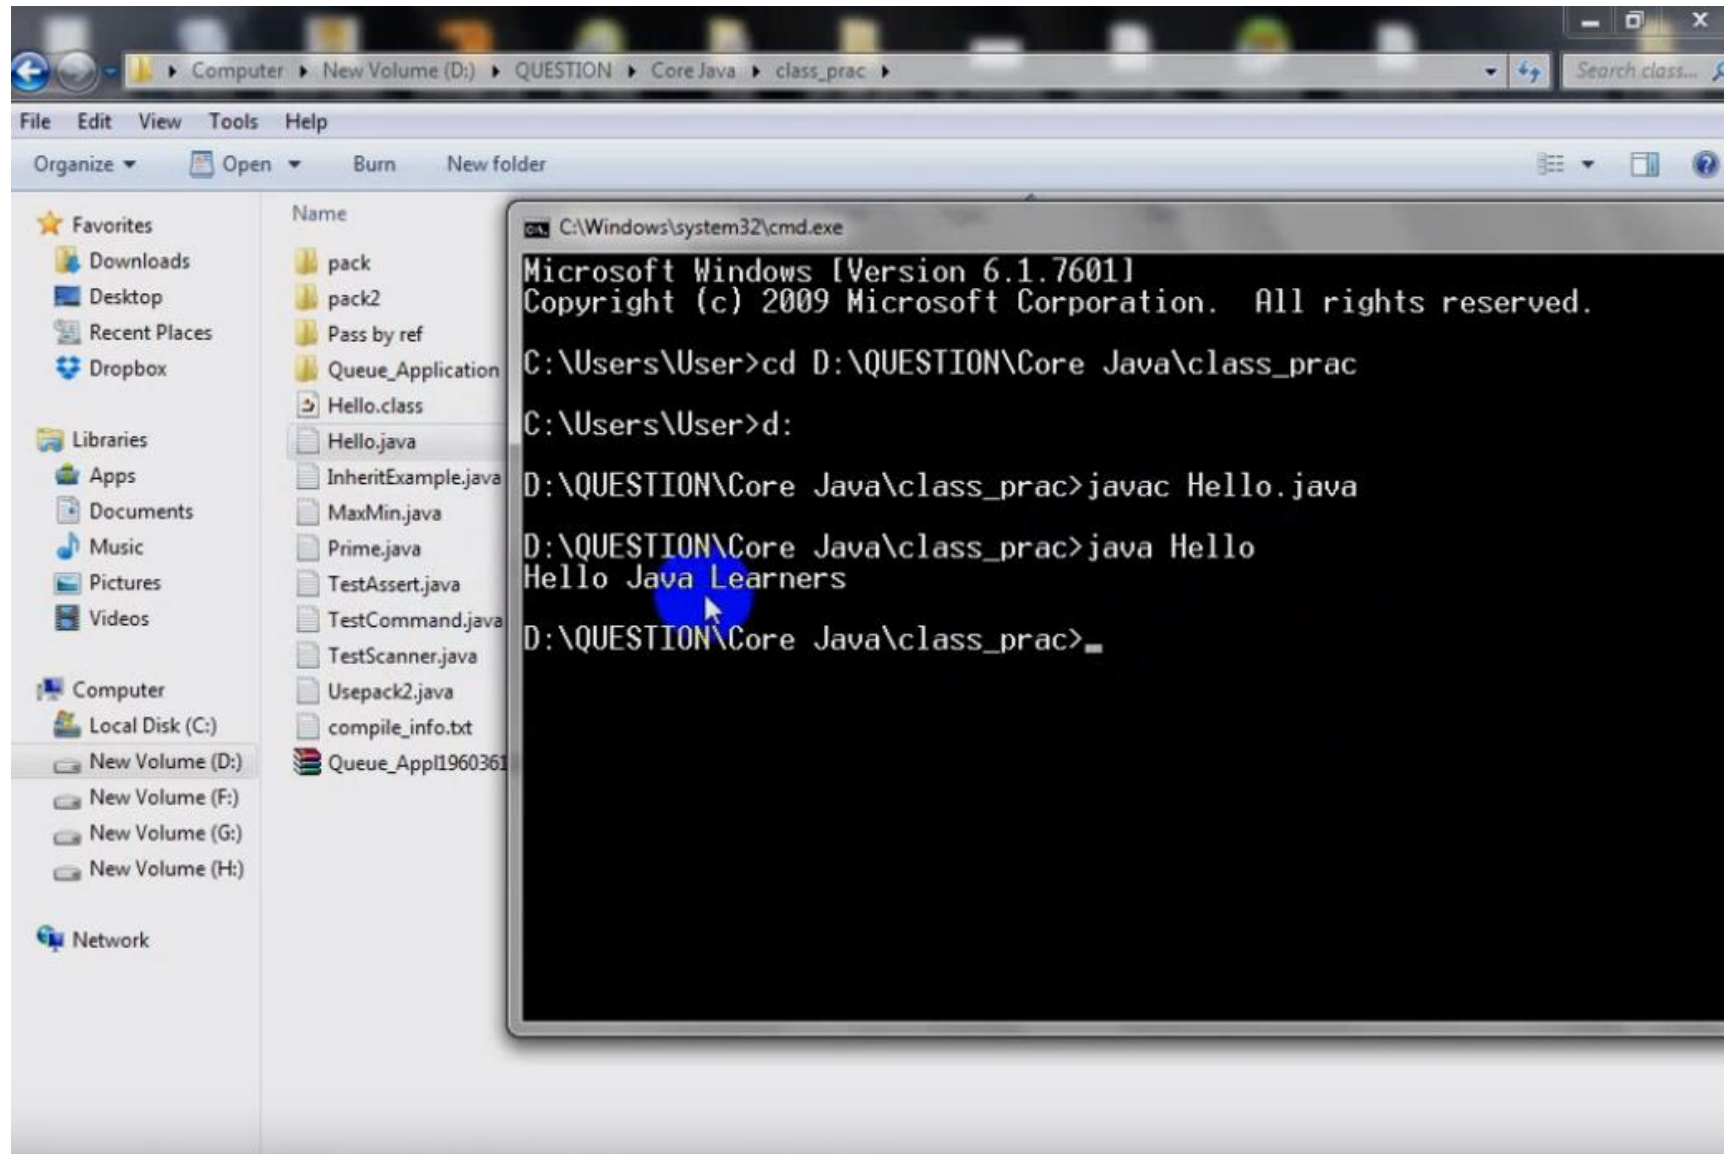 Computer ▸ New Volume (D:) ▸ QUESTION ▸ Core Java ▸ class_prac ▸
Search class...
File Edit View Tools Help
Organize Open Burn New folder
Favorites
Downloads
Desktop
Recent Places
Dropbox
Libraries
Apps
Documents
Music
Pictures
Videos
Computer
Local Disk (C:)
New Volume (D:)
New Volume (F:)
New Volume (G:)
New Volume (H:)
Network
Name
pack
pack2
Pass by ref
Queue_Application
Hello.class
Hello.java
InheritExample.java
MaxMin.java
Prime.java
TestAssert.java
TestCommand.java
TestScanner.java
Usepack2.java
compile_info.txt
Queue_Appl1960361
C:\Windows\system32\cmd.exe
Microsoft Windows [Version 6.1.7601]
Copyright (c) 2009 Microsoft Corporation. All rights reserved.
C:\Users\User>cd D:\QUESTION\Core Java\class_prac
C:\Users\User>d:
D:\QUESTION\Core Java\class_prac>javac Hello.java
D:\QUESTION\Core Java\class_prac>java Hello
Hello Java Learners
D:\QUESTION\Core Java\class_prac>